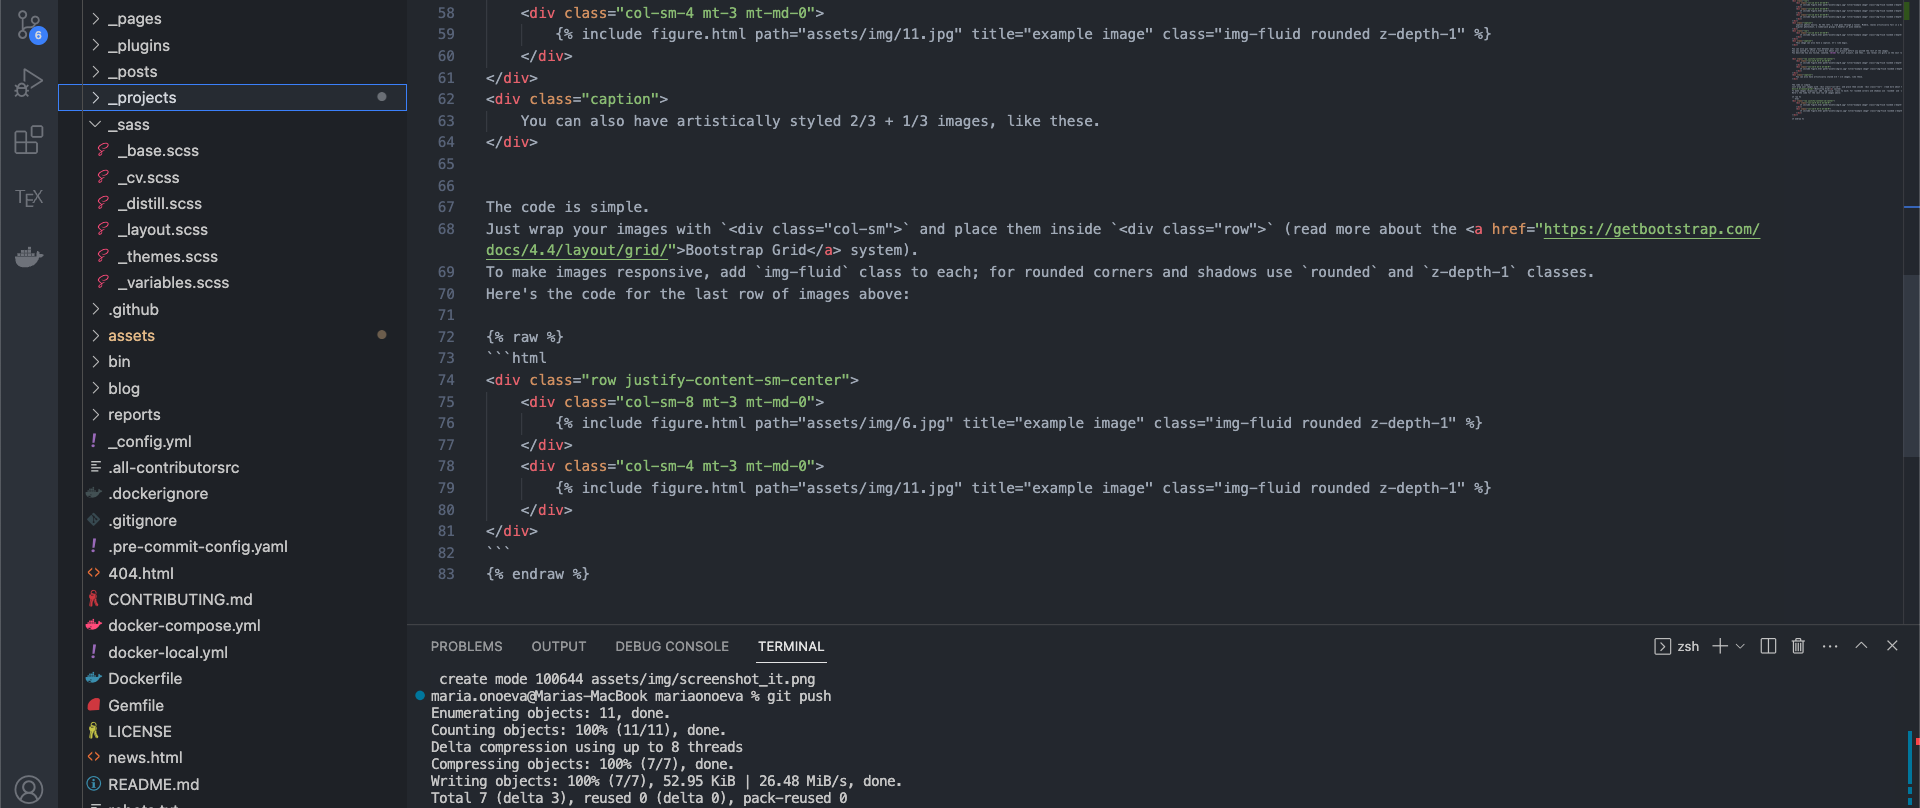 6
TEX
_pages
_plugins
_posts
_projects
_sass
_base.scss
_cv.scss
_distill.scss
_layout.scss
_themes.scss
_variables.scss
.github
assets
bin
blog
reports
_config.yml
.all-contributorsrc
.dockerignore
.gitignore
.pre-commit-config.yaml
404.html
CONTRIBUTING.md
docker-compose.yml
docker-local.yml
Dockerfile
Gemfile
LICENSE
news.html
README.md
58 <div class="col-sm-4 mt-3 mt-md-0">
59 {% include figure.html path="assets/img/11.jpg" title="example image" class="img-fluid rounded z-depth-1" %}
60 </div>
61 </div>
62 <div class="caption">
63 You can also have artistically styled 2/3 + 1/3 images, like these.
64 </div>
65
66
67 The code is simple.
68 Just wrap your images with `<div class="col-sm">` and place them inside `<div class="row">` (read more about the <a href="https://getbootstrap.com/
docs/4.4/layout/grid/">Bootstrap Grid</a> system).
69 To make images responsive, add `img-fluid` class to each; for rounded corners and shadows use `rounded` and `z-depth-1` classes.
70 Here's the code for the last row of images above:
71
72 {% raw %}
73 ```html
74 <div class="row justify-content-sm-center">
75 <div class="col-sm-8 mt-3 mt-md-0">
76 {% include figure.html path="assets/img/6.jpg" title="example image" class="img-fluid rounded z-depth-1" %}
77 </div>
78 <div class="col-sm-4 mt-3 mt-md-0">
79 {% include figure.html path="assets/img/11.jpg" title="example image" class="img-fluid rounded z-depth-1" %}
80 </div>
81 </div>
82 ```
83 {% endraw %}
PROBLEMS OUTPUT DEBUG CONSOLE TERMINAL zsh
create mode 100644 assets/img/screenshot_it.png
maria.onoeva@Marias-MacBook mariaonoeva % git push
Enumerating objects: 11, done.
Counting objects: 100% (11/11), done.
Delta compression using up to 8 threads
Compressing objects: 100% (7/7), done.
Writing objects: 100% (7/7), 52.95 KiB | 26.48 MiB/s, done.
Total 7 (delta 3), reused 0 (delta 0), pack-reused 0